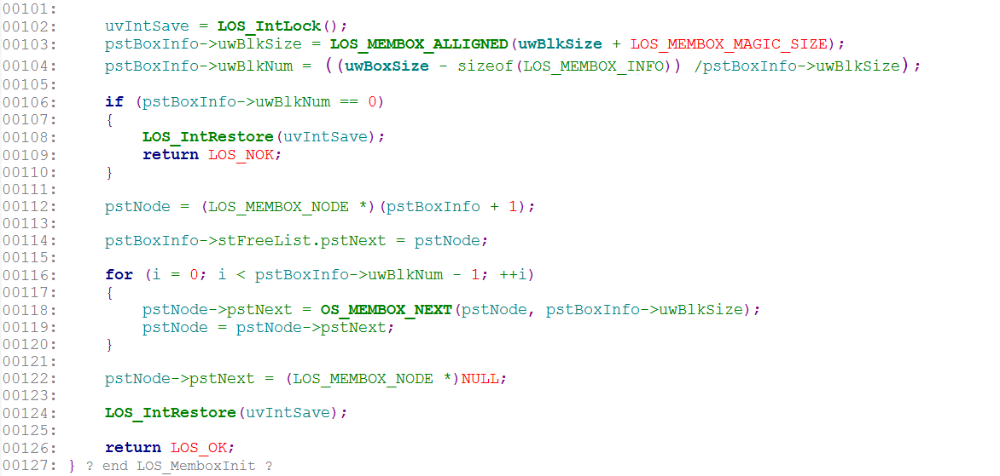 00101:
00102:     uvIntSave = LOS_IntLock();
00103:     pstBoxInfo->uwBlkSize = LOS_MEMBOX_ALLIGNED(uwBlkSize + LOS_MEMBOX_MAGIC_SIZE);
00104:     pstBoxInfo->uwBlkNum = ((uwBoxSize - sizeof(LOS_MEMBOX_INFO)) /pstBoxInfo->uwBlkSize);
00105:
00106:     if (pstBoxInfo->uwBlkNum == 0)
00107:     {
00108:         LOS_IntRestore(uvIntSave);
00109:         return LOS_NOK;
00110:     }
00111:
00112:     pstNode = (LOS_MEMBOX_NODE *)(pstBoxInfo + 1);
00113:
00114:     pstBoxInfo->stFreeList.pstNext = pstNode;
00115:
00116:     for (i = 0; i < pstBoxInfo->uwBlkNum - 1; ++i)
00117:     {
00118:         pstNode->pstNext = OS_MEMBOX_NEXT(pstNode, pstBoxInfo->uwBlkSize);
00119:         pstNode = pstNode->pstNext;
00120:     }
00121:
00122:     pstNode->pstNext = (LOS_MEMBOX_NODE *)NULL;
00123:
00124:     LOS_IntRestore(uvIntSave);
00125:
00126:     return LOS_OK;
00127: } ? end LOS_MemboxInit ?